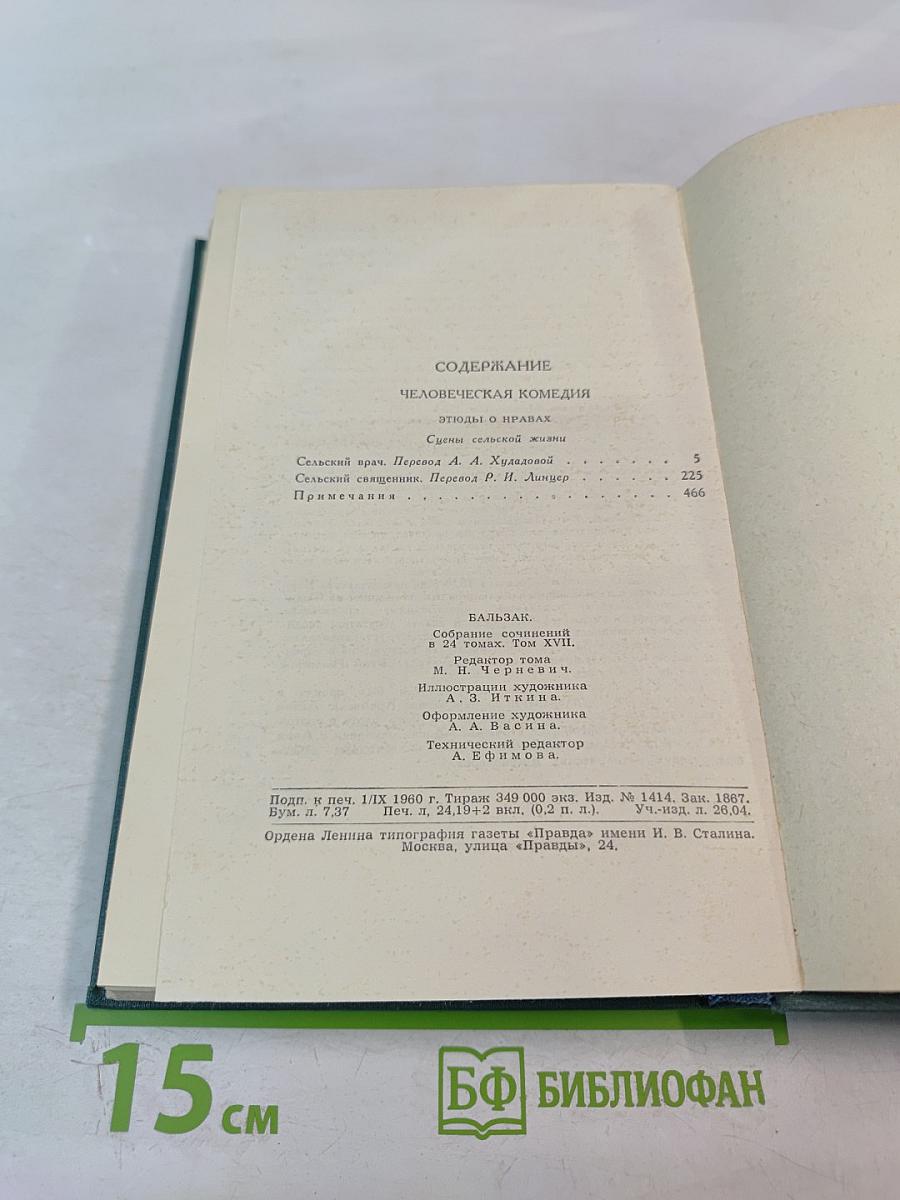 СОДЕРЖАНИЕ
ЧЕЛОВЕЧЕСКАЯ КОМЕДИЯ
ЭТЮДЫ О НРАВАХ
Сцены сельской жизни
Сельский врач. Перевод А. А. Худадовой . . . . . . . 5
Сельский священник. Перевод Р. И. Линцер . . . . . . 225
Примечания . . . . . . . . . . . . . . . . 466
БАЛЬЗАК.
Собрание сочинений
в 24 томах. Том XVII.
Редактор тома
М. Н. Черневич.
Иллюстрации художника
А. З. Иткина.
Оформление художника
А. А. Васина.
Технический редактор
А. Ефимова.
Подп. к печ. 1/IX 1960 г. Тираж 349 000 экз. Изд. № 1414. Зак. 1867.
Бум. л. 7,37 Печ. л, 24,19+2 вкл. (0,2 п. л.). Уч.-изд. л. 26,04.
Ордена Ленина типография газеты «Правда» имени И. В. Сталина.
Москва, улица «Правды», 24.
15 см
БФ БИБЛИОФАН